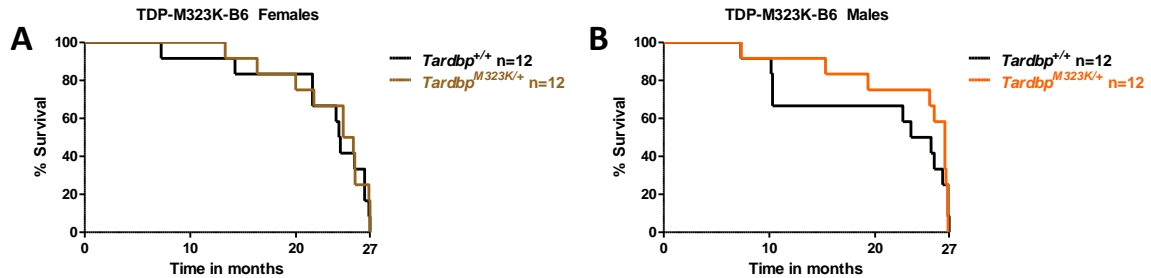 TDP-M323K-B6 Females
A
100
80
60
40
20
0
% Survival
0 10 20 27
Time in months
Tardbp+/+ n=12
TardbpM323K/+ n=12
TDP-M323K-B6 Males
B
100
80
60
40
20
0
% Survival
0 10 20 27
Time in months
Tardbp+/+ n=12
TardbpM323K/+ n=12